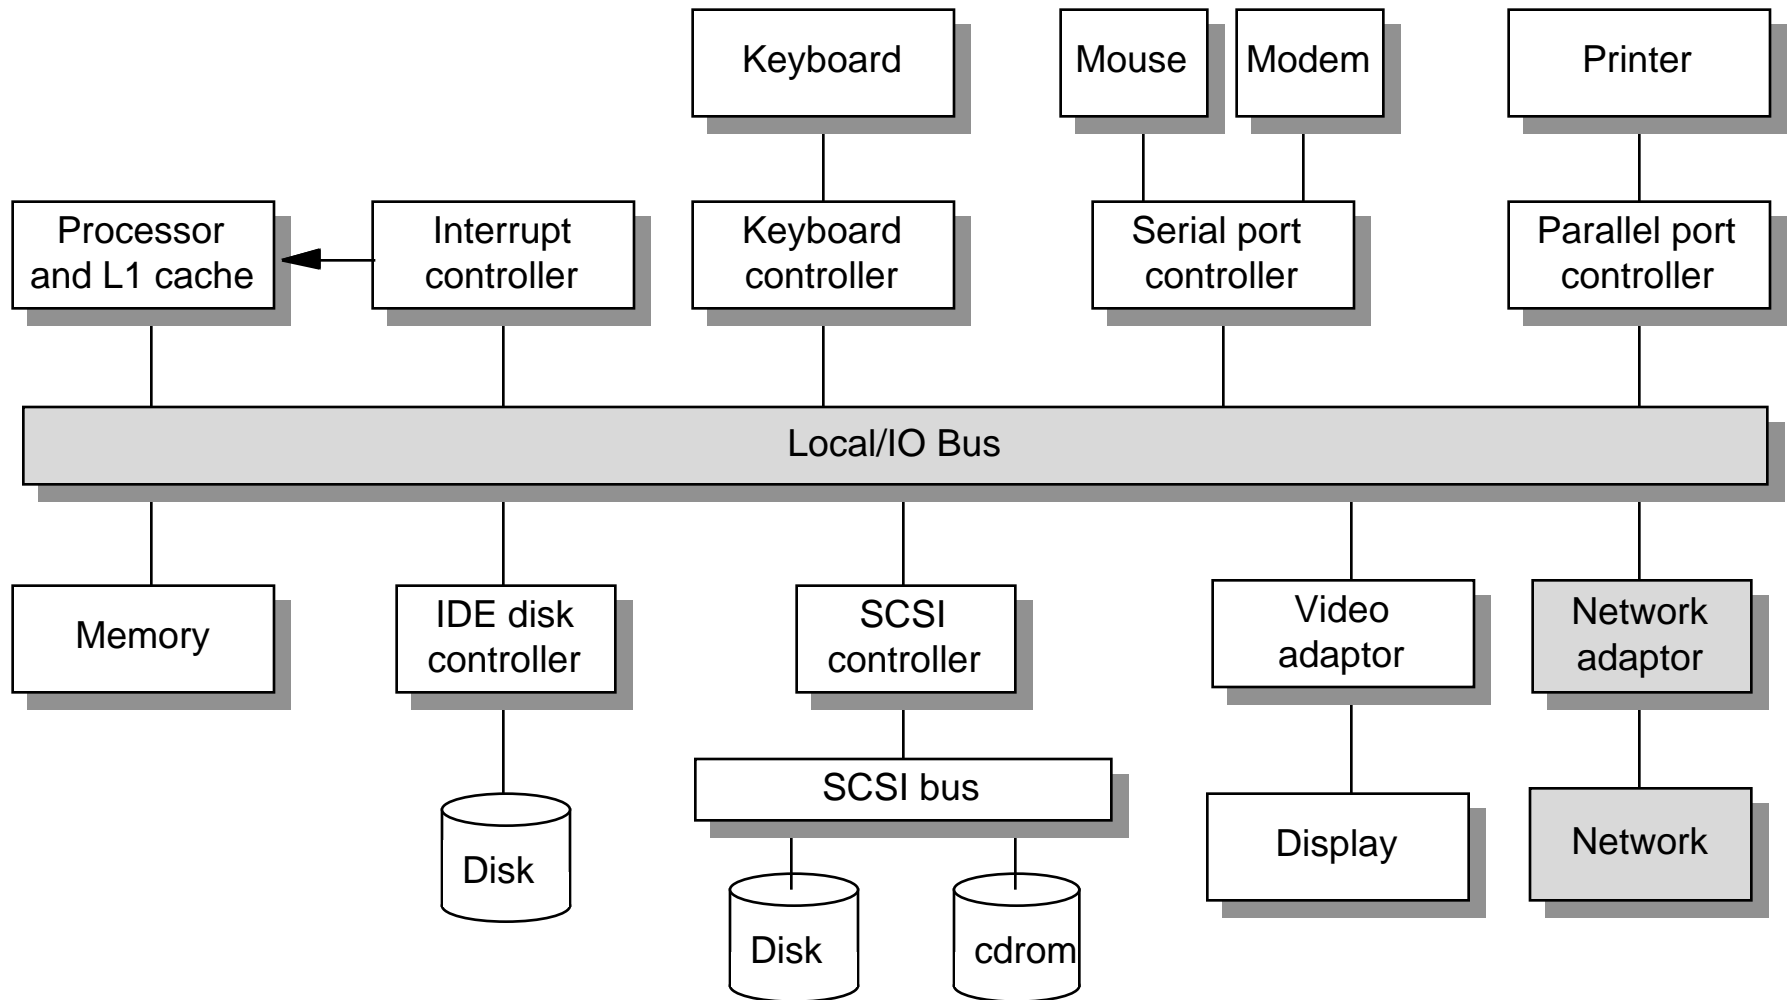 Keyboard
Mouse
Modem
Printer
Processor
and L1 cache
Interrupt
controller
Keyboard
controller
Serial port
controller
Parallel port
controller
Local/IO Bus
Memory
IDE disk
controller
SCSI
controller
Video
adaptor
Network
adaptor
SCSI bus
Disk
Display
Network
Disk
cdrom